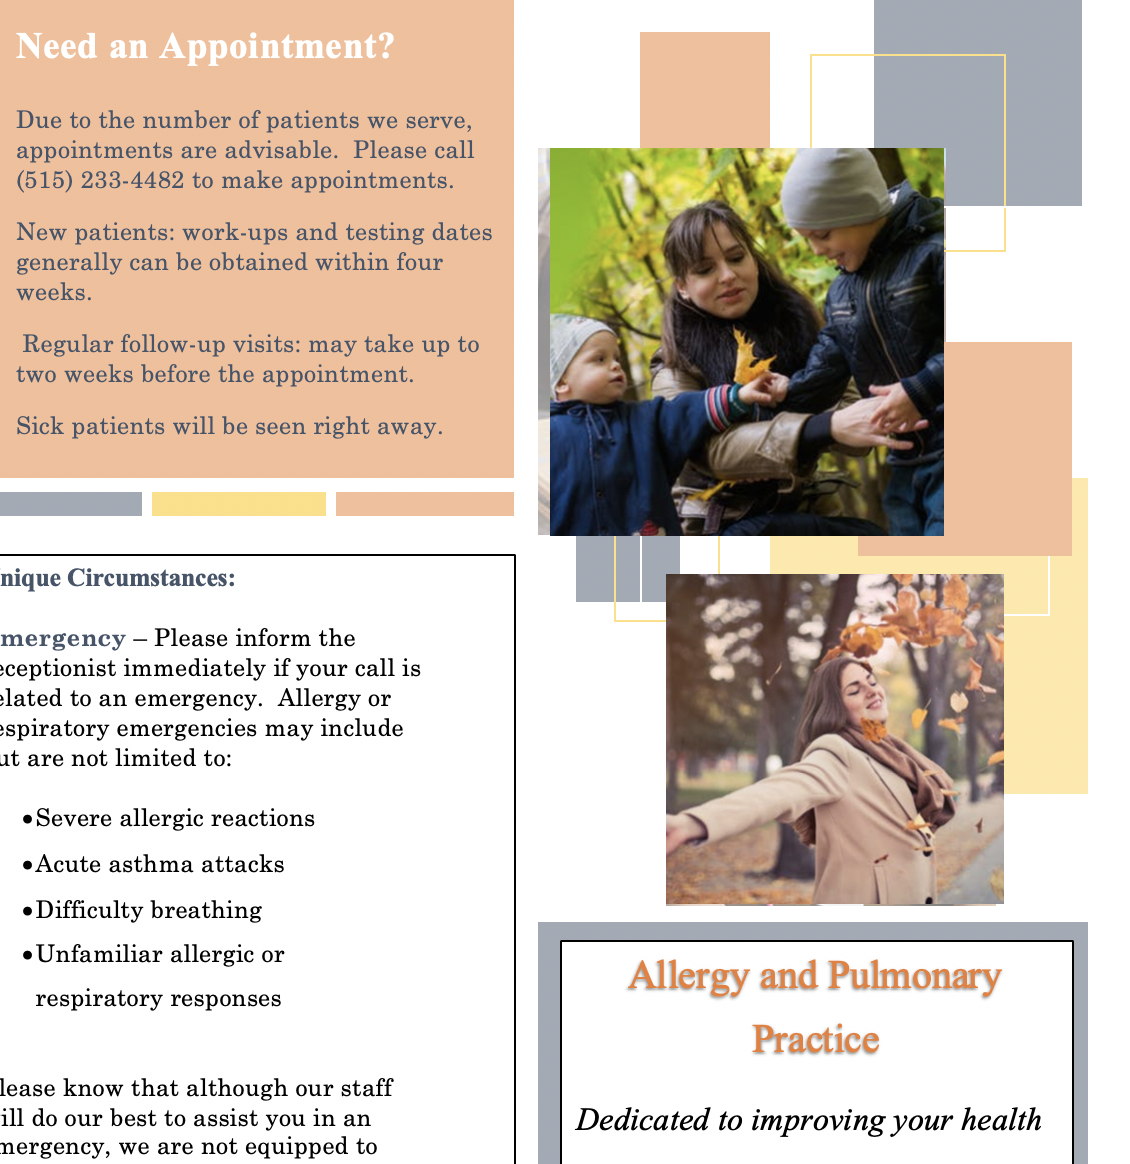 Need an Appointment?
Due to the number of patients we serve,
appointments are advisable.  Please call
(515) 233-4482 to make appointments.
New patients: work-ups and testing dates
generally can be obtained within four
weeks.
Regular follow-up visits: may take up to
two weeks before the appointment.
Sick patients will be seen right away.
nique Circumstances:
mergency – Please inform the
eceptionist immediately if your call is
elated to an emergency.  Allergy or
espiratory emergencies may include
ut are not limited to:
•Severe allergic reactions
•Acute asthma attacks
•Difficulty breathing
•Unfamiliar allergic or
respiratory responses
lease know that although our staff
ill do our best to assist you in an
mergency, we are not equipped to
Allergy and Pulmonary
Practice
Dedicated to improving your health